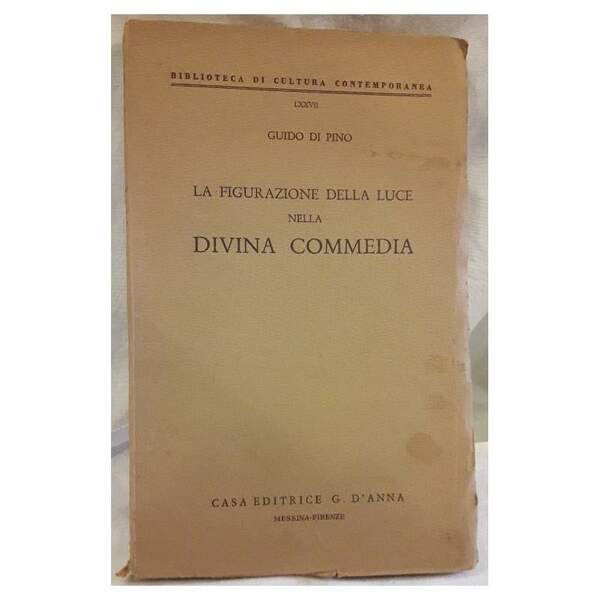 BIBLIOTECA DI CULTURA CONTEMPORANEA
LXXVII
GUIDO DI PINO
LA FIGURAZIONE DELLA LUCE
NELLA
DIVINA COMMEDIA
CASA EDITRICE G. D'ANNA
MESSINA-FIRENZE